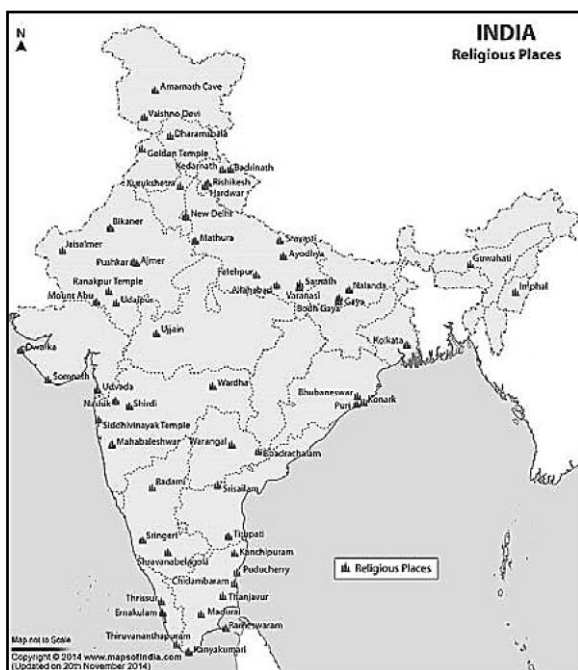 N
INDIA
Religious Places
Amarnath Cave
Vaishno Devi
Dharamshala
Golden Temple
Kedarnath
Badrinath
Rishikesh
Hardwar
Kurukshetra
New Delhi
Bikaner
Mathura
Sravasti
Jaisalmer
Pushkar
Ajmer
Ayodhya
Guwahati
Fatehpur
Sarnath
Nalanda
Imphal
Ranakpur Temple
Allahabad
Varanasi
Gaya
Mount Abu
Udaipur
Bodh Gaya
Ujjain
Kolkata
Dwarka
Somnath
Udvada
Wardha
Bhubaneswar
Nashik
Shirdi
Puri
Konark
Siddhivinayak Temple
Mahabaleshwar
Warangal
Bhadrachalam
Badami
Srisailam
Sringeri
Tirupati
Shravanabelagola
Kanchipuram
Religious Places
Puducherry
Chidambaram
Thanjavur
Thrissur
Ernakulam
Madurai
Rameswaram
Map not to Scale
Thiruvananthapuram
Kanyakumari
Copyright © 2014 www.mapsofindia.com
(Updated on 20th November 2014)